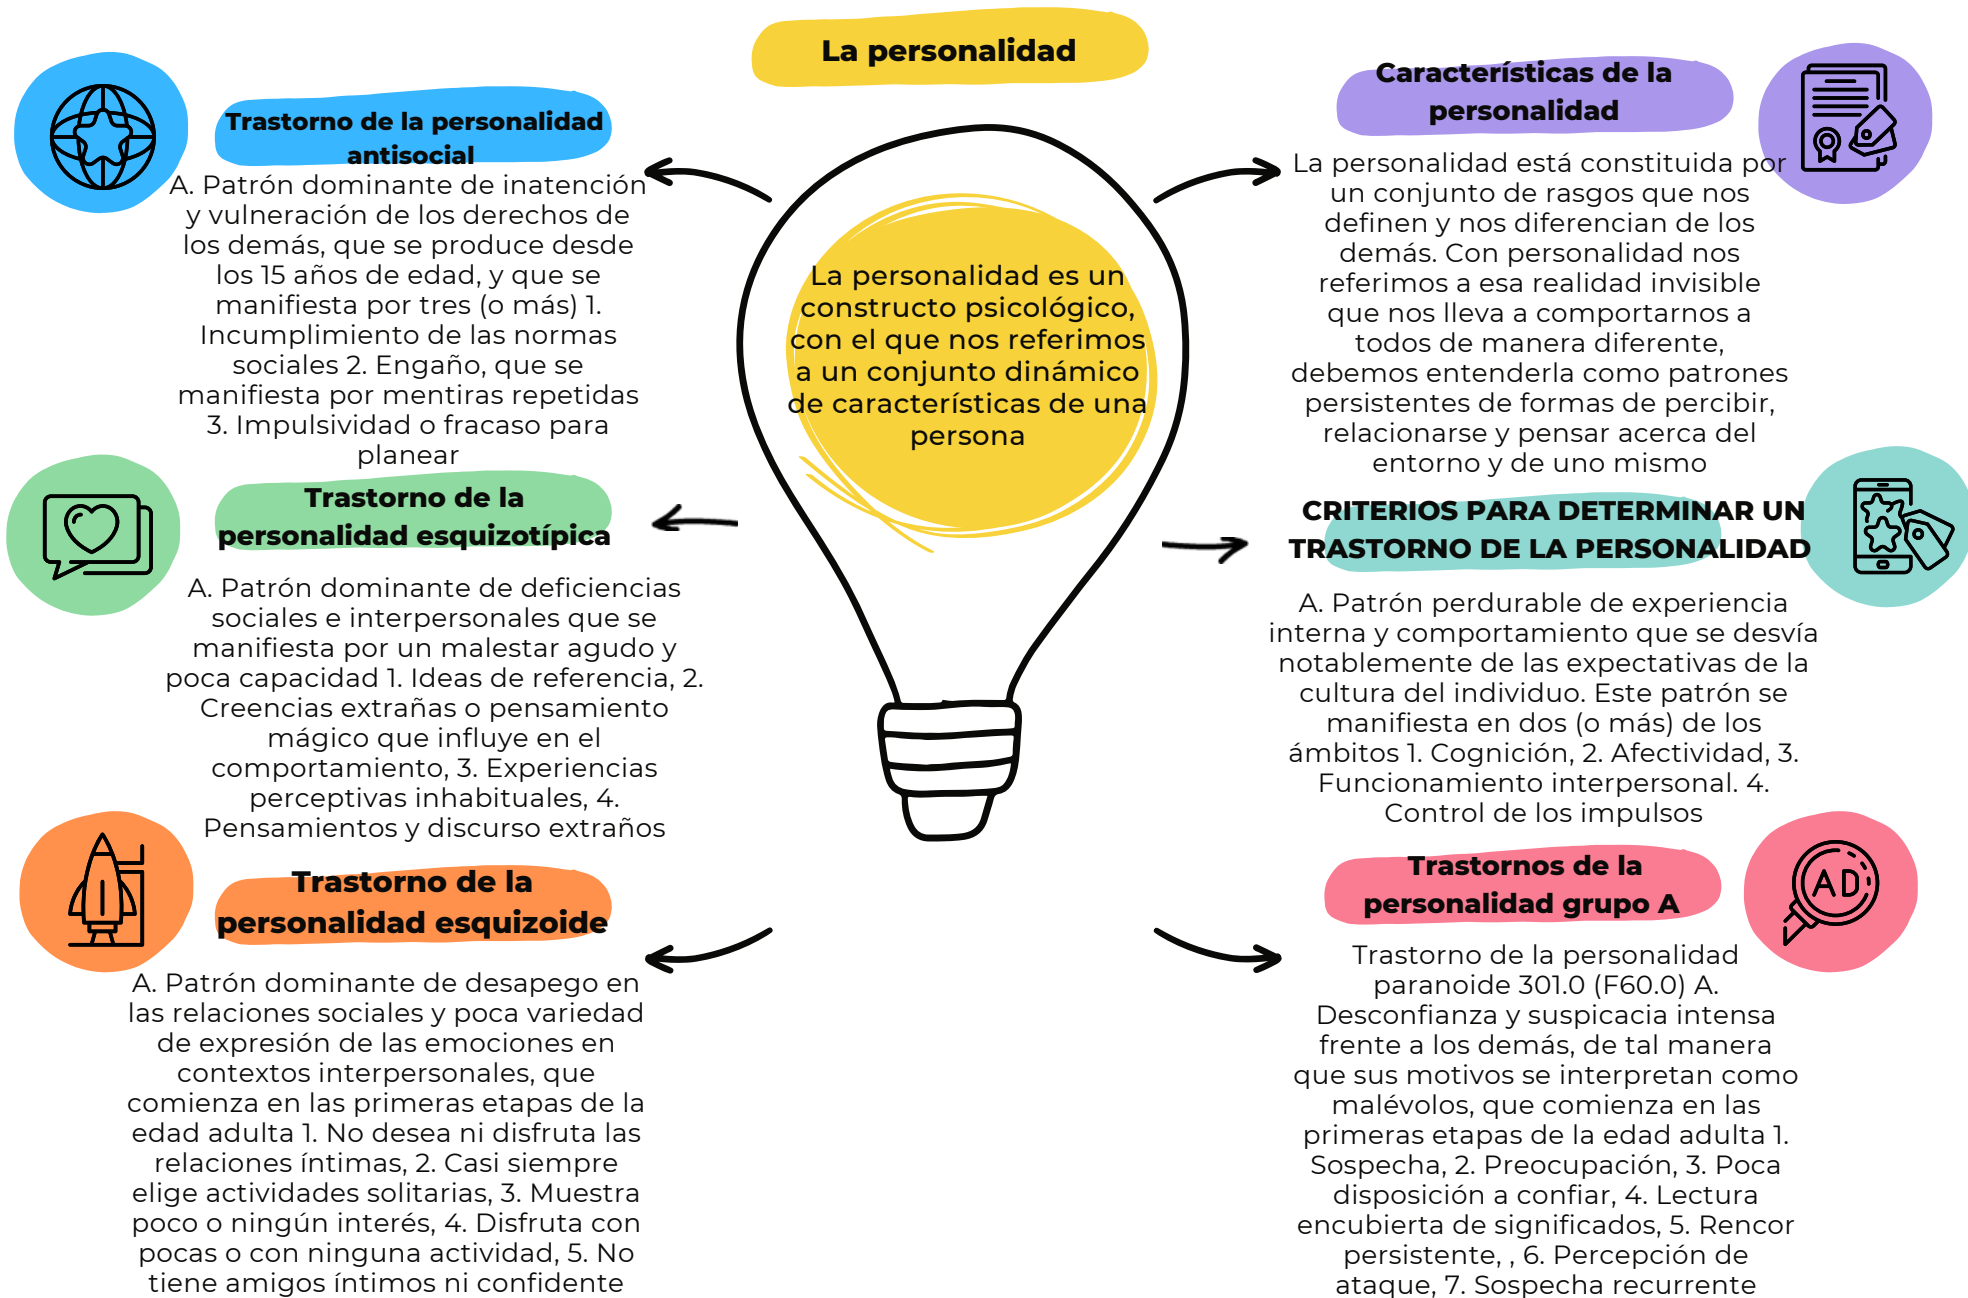 La personalidad
Trastorno de la personalidad
antisocial
A. Patrón dominante de inatención
y vulneración de los derechos de
los demás, que se produce desde
los 15 años de edad, y que se
manifiesta por tres (o más) 1.
Incumplimiento de las normas
sociales 2. Engaño, que se
manifiesta por mentiras repetidas
3. Impulsividad o fracaso para
planear
Trastorno de la
personalidad esquizotípica
A. Patrón dominante de deficiencias
sociales e interpersonales que se
manifiesta por un malestar agudo y
poca capacidad 1. Ideas de referencia, 2.
Creencias extrañas o pensamiento
mágico que influye en el
comportamiento, 3. Experiencias
perceptivas inhabituales, 4.
Pensamientos y discurso extraños
Trastorno de la
personalidad esquizoide
A. Patrón dominante de desapego en
las relaciones sociales y poca variedad
de expresión de las emociones en
contextos interpersonales, que
comienza en las primeras etapas de la
edad adulta 1. No desea ni disfruta las
relaciones íntimas, 2. Casi siempre
elige actividades solitarias, 3. Muestra
poco o ningún interés, 4. Disfruta con
pocas o con ninguna actividad, 5. No
tiene amigos íntimos ni confidente
La personalidad es un
constructo psicológico,
con el que nos referimos
a un conjunto dinámico
de características de una
persona
Características de la
personalidad
La personalidad está constituida por
un conjunto de rasgos que nos
definen y nos diferencian de los
demás. Con personalidad nos
referimos a esa realidad invisible
que nos lleva a comportarnos a
todos de manera diferente,
debemos entenderla como patrones
persistentes de formas de percibir,
relacionarse y pensar acerca del
entorno y de uno mismo
CRITERIOS PARA DETERMINAR UN
TRASTORNO DE LA PERSONALIDAD
A. Patrón perdurable de experiencia
interna y comportamiento que se desvía
notablemente de las expectativas de la
cultura del individuo. Este patrón se
manifiesta en dos (o más) de los
ámbitos 1. Cognición, 2. Afectividad, 3.
Funcionamiento interpersonal. 4.
Control de los impulsos
Trastornos de la
personalidad grupo A
AD
Trastorno de la personalidad
paranoide 301.0 (F60.0) A.
Desconfianza y suspicacia intensa
frente a los demás, de tal manera
que sus motivos se interpretan como
malévolos, que comienza en las
primeras etapas de la edad adulta 1.
Sospecha, 2. Preocupación, 3. Poca
disposición a confiar, 4. Lectura
encubierta de significados, 5. Rencor
persistente, , 6. Percepción de
ataque, 7. Sospecha recurrente